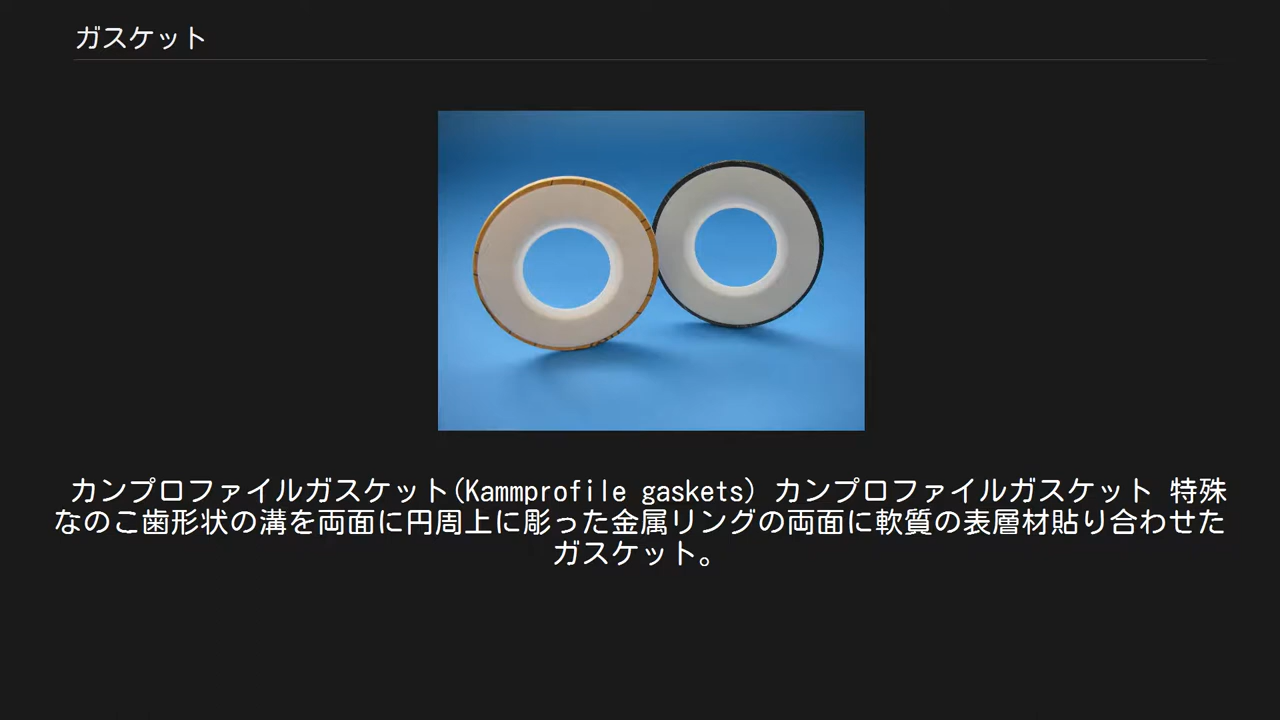 ガスケット
カンプロファイルガスケット(Kammprofile gaskets) カンプロファイルガスケット 特殊
なのこ歯形状の溝を両面に円周上に彫った金属リングの両面に軟質の表層材貼り合わせた
ガスケット。